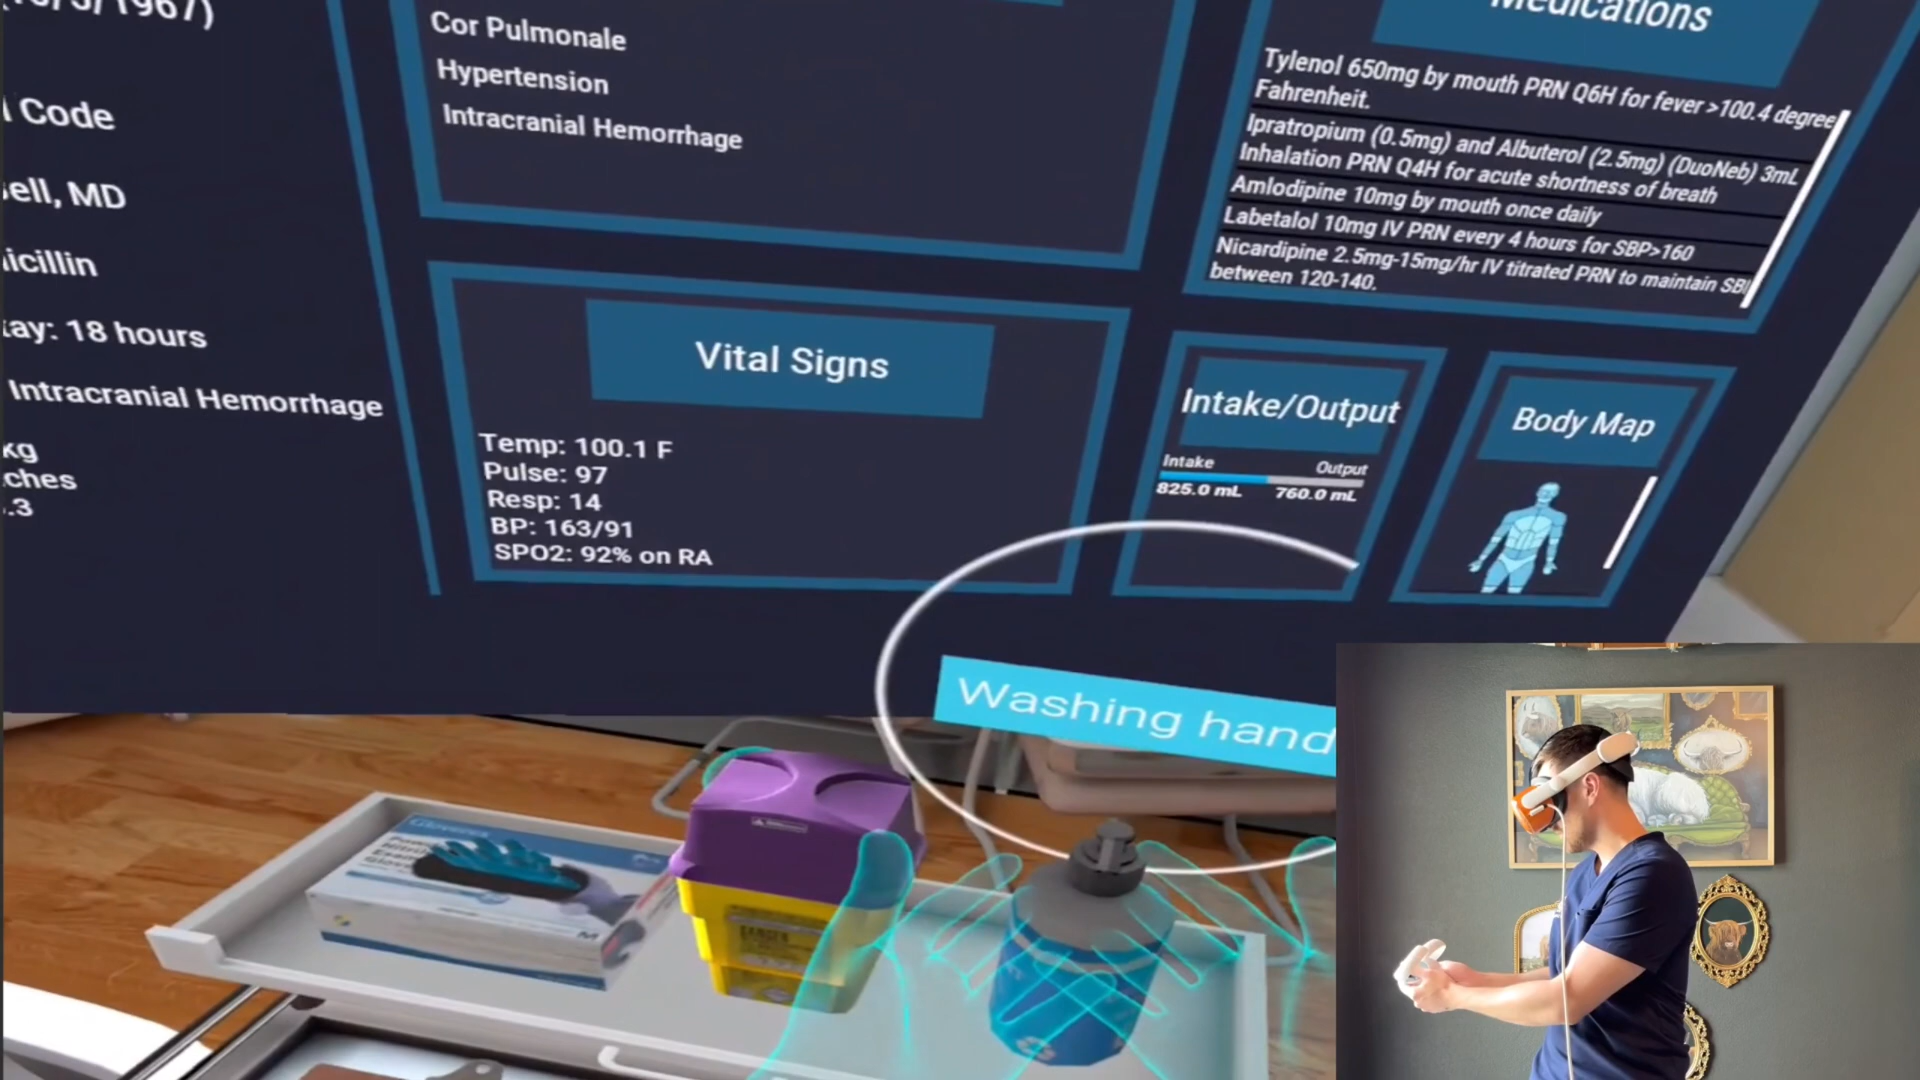 Code
MD
18 hours
Intracranial Hemorrhage
kg
.3
Cor Pulmonale
Hypertension
Intracranial Hemorrhage
Vital Signs
Temp: 100.1 F
Pulse: 97
Resp: 14
BP: 163/91
SPO2: 92% on RA
Medications
Tylenol 650mg by mouth PRN Q6H for fever >100.4 degree
Fahrenheit.
Ipratropium (0.5mg) and Albuterol (2.5mg) (DuoNeb) 3mL
Inhalation PRN Q4H for acute shortness of breath
Amlodipine 10mg by mouth once daily
Labetalol 10mg IV PRN every 4 hours for SBP>160
Nicardipine 2.5mg-15mg/hr IV titrated PRN to maintain
between 120-140.
Intake/Output
Intake Output
825.0 mL 760.0 mL
Body Map
Washing hand
DANGER
M